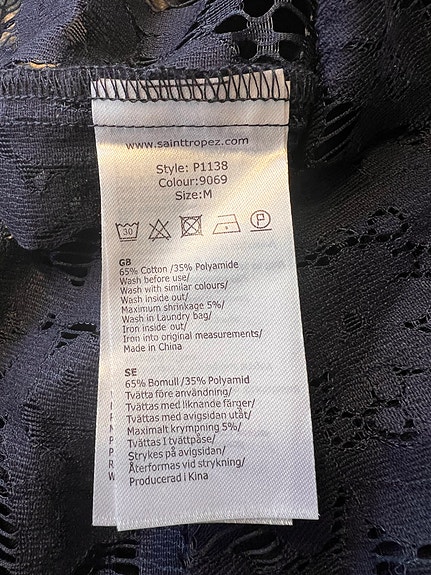 www.sainttropez.com
Style: P1138
Colour:9069
Size:M
30 P
GB
65% Cotton /35% Polyamide
Wash before use/
Wash with similar colours/
Wash inside out/
Maximum shrinkage 5%/
Wash in Laundry bag/
Iron inside out/
Iron into original measurements/
Made in China
SE
65% Bomull /35% Polyamid
Tvätta före användning/
Tvättas med liknande färger/
Tvättas med avigsidan utåt/
Maximalt krympning 5%/
Tvättas I tvättpåse/
Strykes på avigsidan/
Återformas vid strykning/
Producerad i Kina